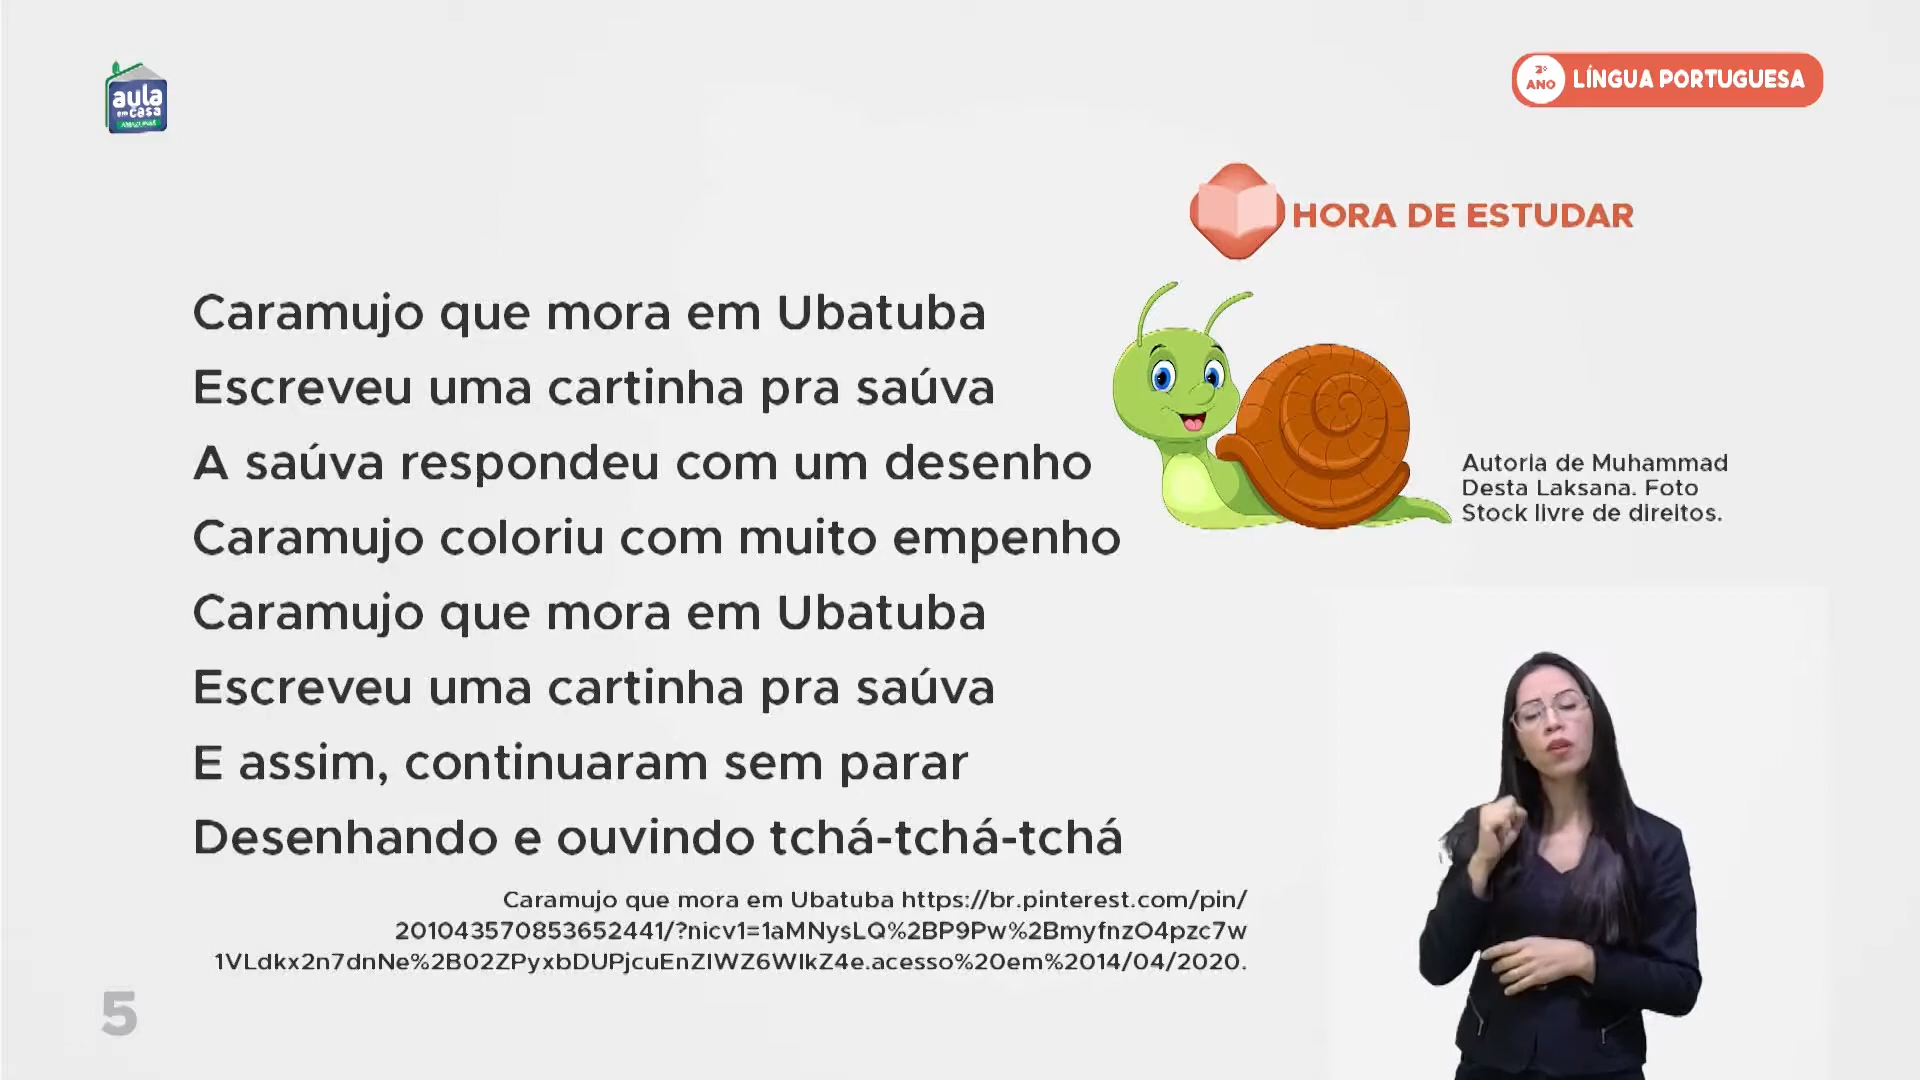 aula
em casa
2º
ANO
LÍNGUA PORTUGUESA
HORA DE ESTUDAR
Caramujo que mora em Ubatuba
Escreveu uma cartinha pra saúva
A saúva respondeu com um desenho
Caramujo coloriu com muito empenho
Caramujo que mora em Ubatuba
Escreveu uma cartinha pra saúva
E assim, continuaram sem parar
Desenhando e ouvindo tchá-tchá-tchá
Autoria de Muhammad
Desta Laksana. Foto
Stock livre de direitos.
Caramujo que mora em Ubatuba https://br.pinterest.com/pin/
201043570853652441/?nicv1=1aMNysLQ%2BP9Pw%2BmyfnzO4pzc7w
1VLdkx2n7dnNe%2B02ZPyxbDUPjcuEnZIWZ6WIkZ4e.acesso%20em%2014/04/2020.
5